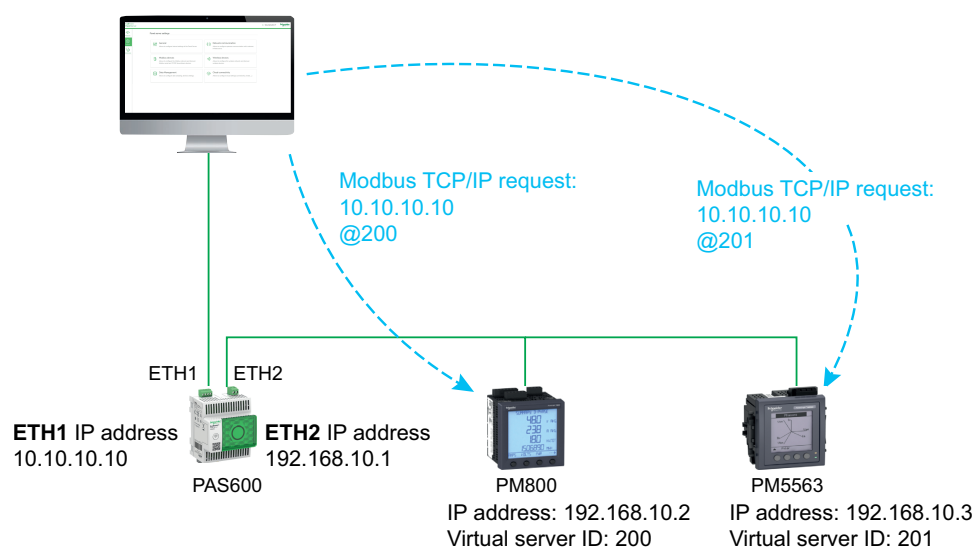 Modbus TCP/IP request:
10.10.10.10
@200
Modbus TCP/IP request:
10.10.10.10
@201
ETH1
ETH2
ETH1 IP address
10.10.10.10
ETH2 IP address
192.168.10.1
PAS600
PM800
IP address: 192.168.10.2
Virtual server ID: 200
PM5563
IP address: 192.168.10.3
Virtual server ID: 201